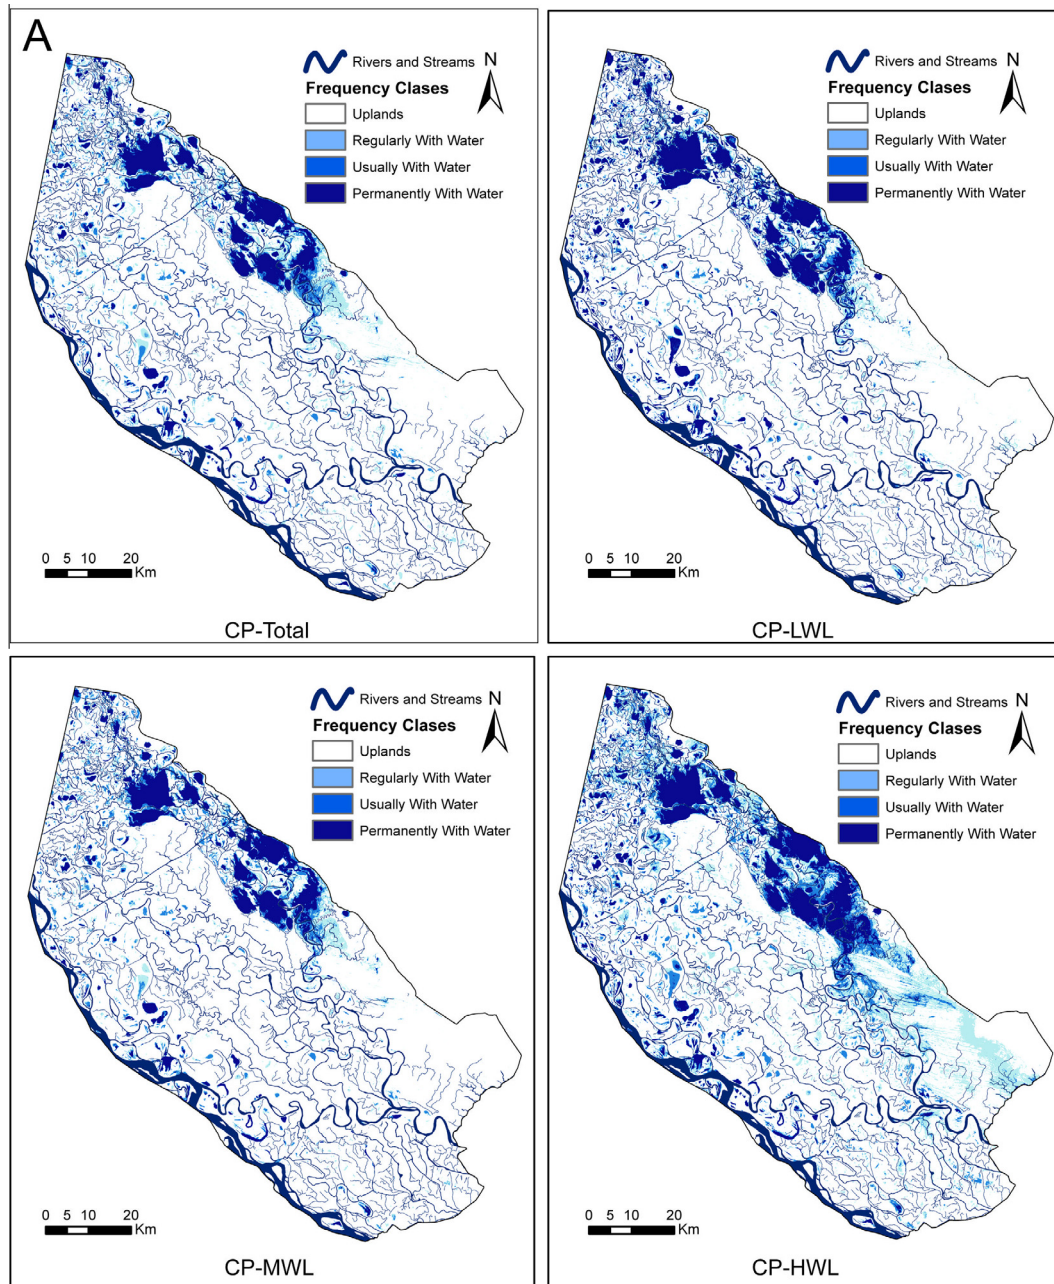 A
Rivers and Streams
N
Frequency Clases
Uplands
Regularly With Water
Usually With Water
Permanently With Water
0 5 10 20
Km
CP-Total
Rivers and Streams
N
Frequency Clases
Uplands
Regularly With Water
Usually With Water
Permanently With Water
0 5 10 20
Km
CP-LWL
Rivers and Streams
N
Frequency Clases
Uplands
Regularly With Water
Usually With Water
Permanently With Water
0 5 10 20
Km
CP-MWL
Rivers and Streams
N
Frequency Clases
Uplands
Regularly With Water
Usually With Water
Permanently With Water
0 5 10 20
Km
CP-HWL